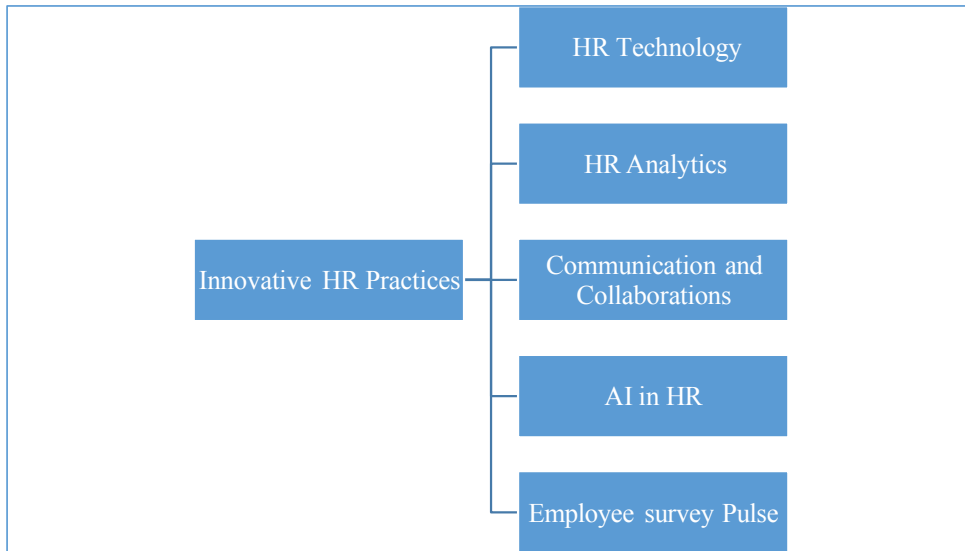 HR Technology
HR Analytics
Innovative HR Practices
Communication and
Collaborations
AI in HR
Employee survey Pulse